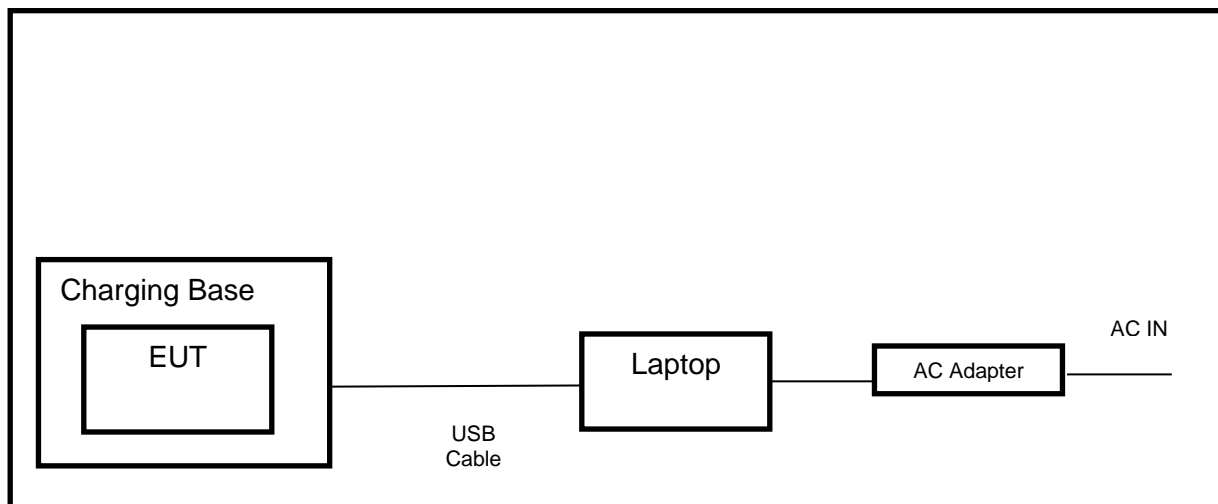 Charging Base
EUT
USB
Cable
Laptop
AC Adapter
AC IN